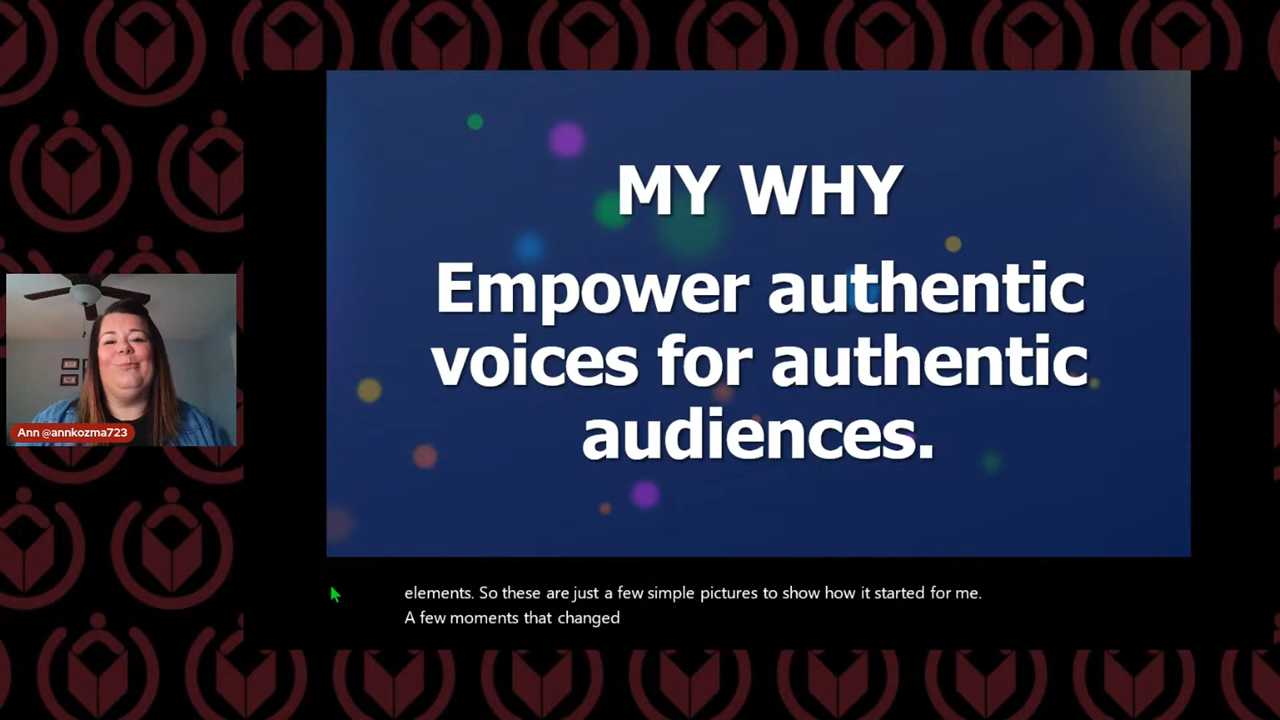 MY WHY
Empower authentic
voices for authentic
audiences.
Ann @annkozma723
elements. So these are just a few simple pictures to show how it started for me.
A few moments that changed